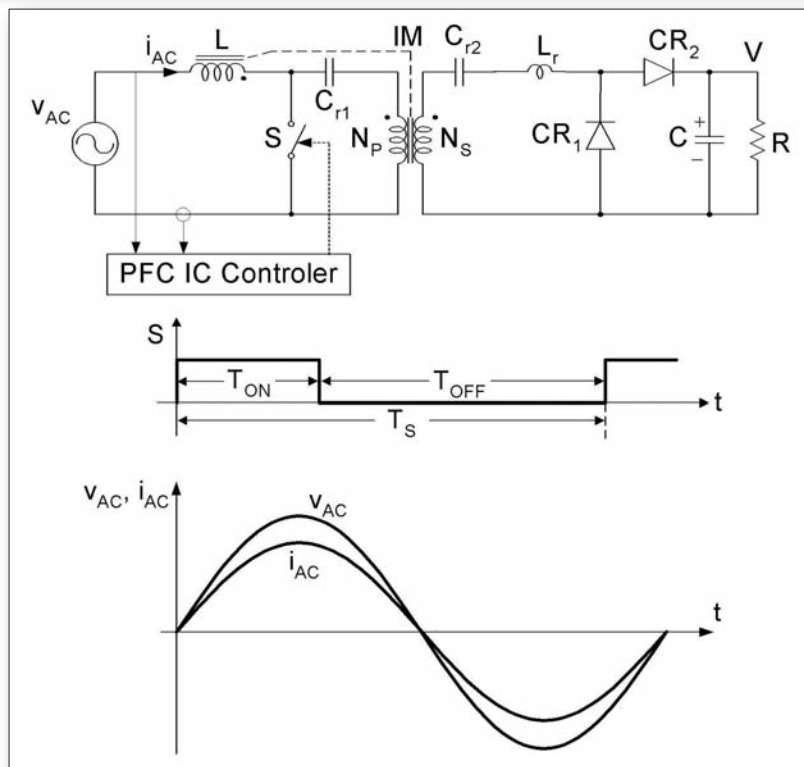 i_AC L IM C_r2 L_r CR_2 V
v_AC C_r1
S N_P N_S CR_1 C + − R
PFC IC Controler
S
T_ON T_OFF
T_S t
v_AC, i_AC
v_AC
i_AC
t